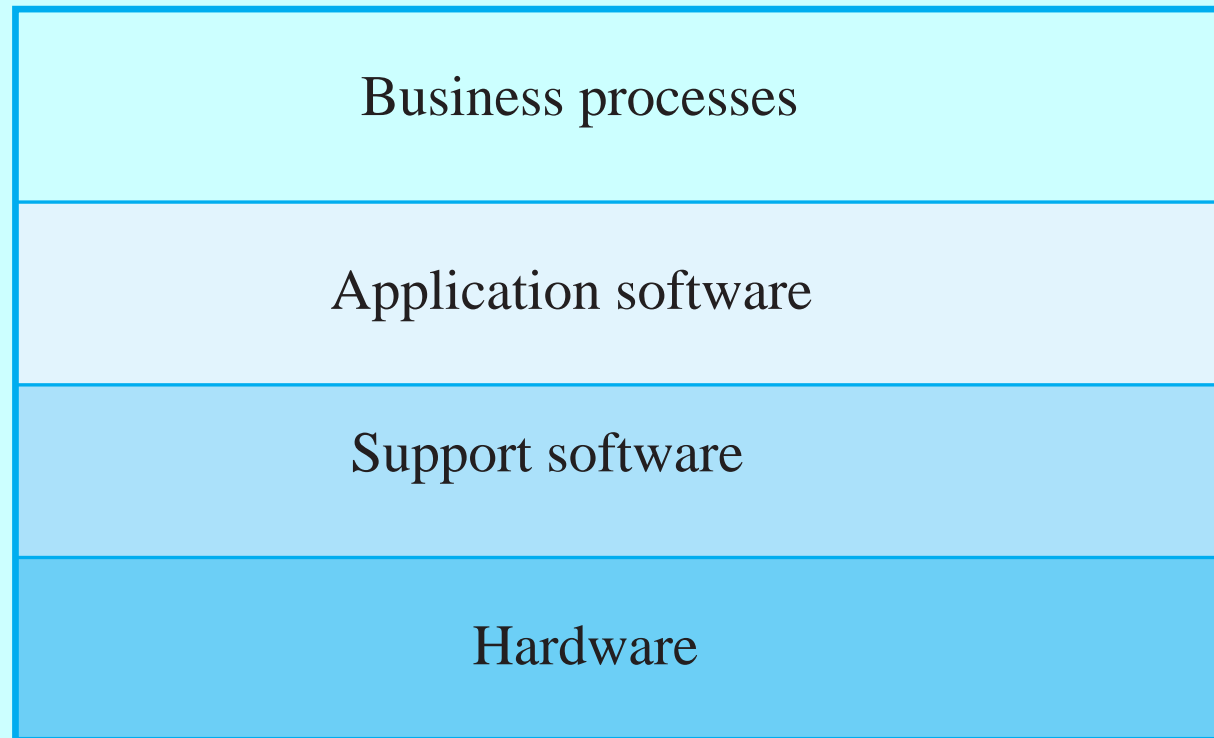 Business processes
Application software
Support software
Hardware